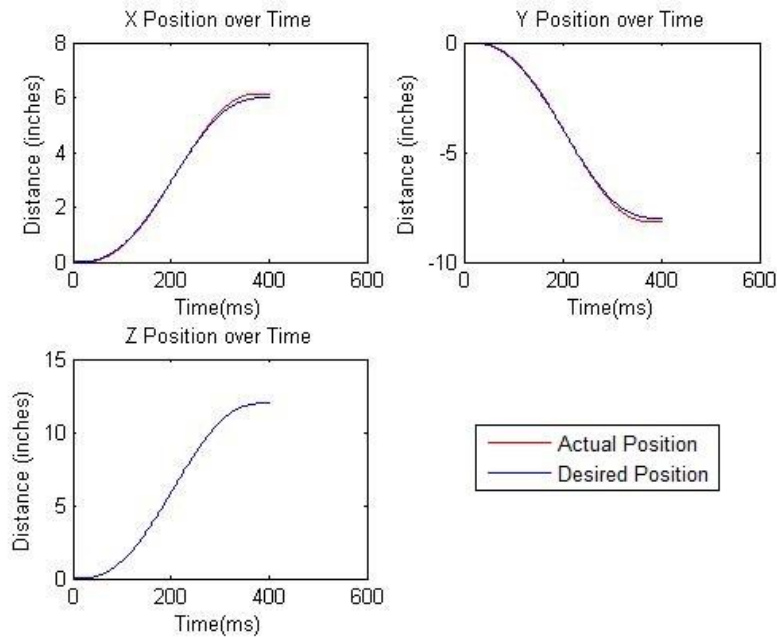 X Position over Time
8
6
4
2
0
0 200 400 600
Distance (inches)
Time(ms)
Y Position over Time
0
-5
-10
0 200 400 600
Distance (inches)
Time(ms)
Z Position over Time
15
10
5
0
0 200 400 600
Distance (inches)
Time(ms)
Actual Position
Desired Position